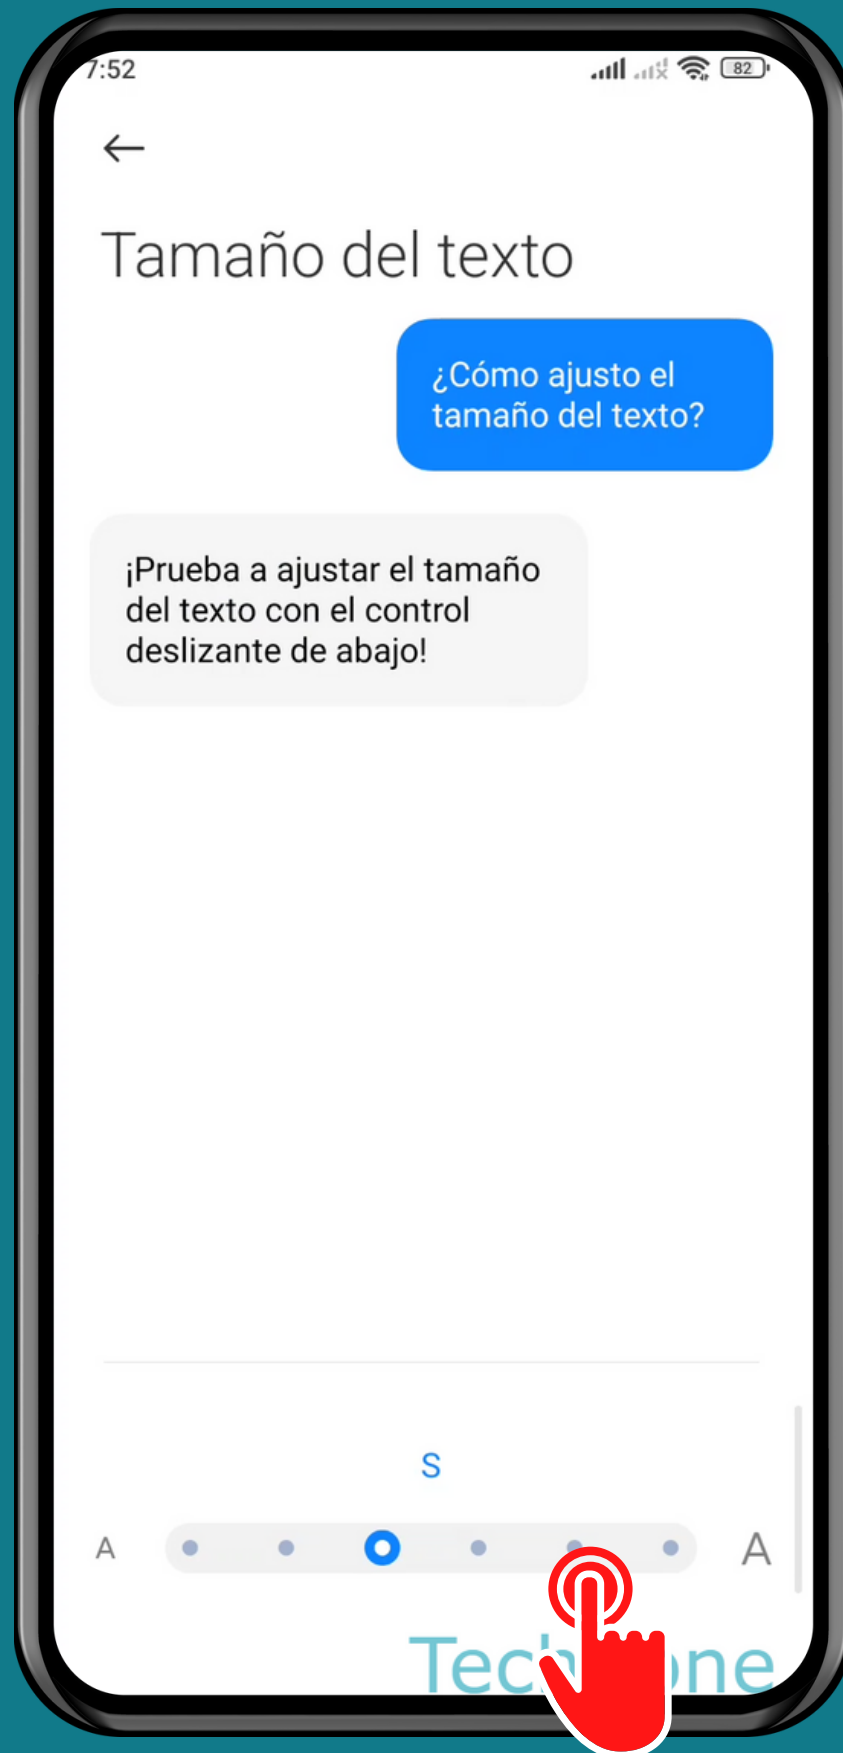 7:52
82
Tamaño del texto
¿Cómo ajusto el
tamaño del texto?
¡Prueba a ajustar el tamaño
del texto con el control
deslizante de abajo!
S
A
A